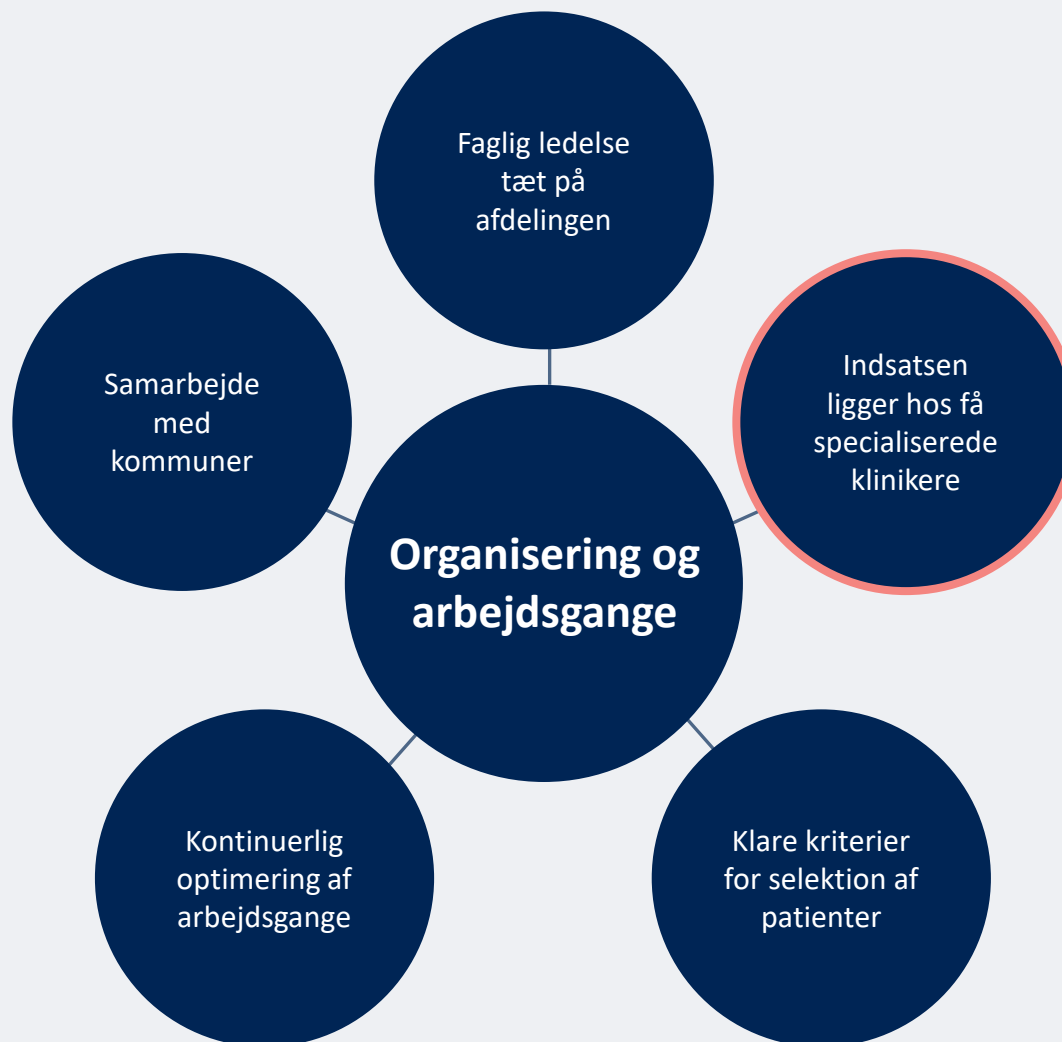 Faglig ledelse
tæt på
afdelingen
Samarbejde
med
kommuner
Indsatsen
ligger hos få
specialiserede
klinikere
Organisering og
arbejdsgange
Kontinuerlig
optimering af
arbejdsgange
Klare kriterier
for selektion af
patienter